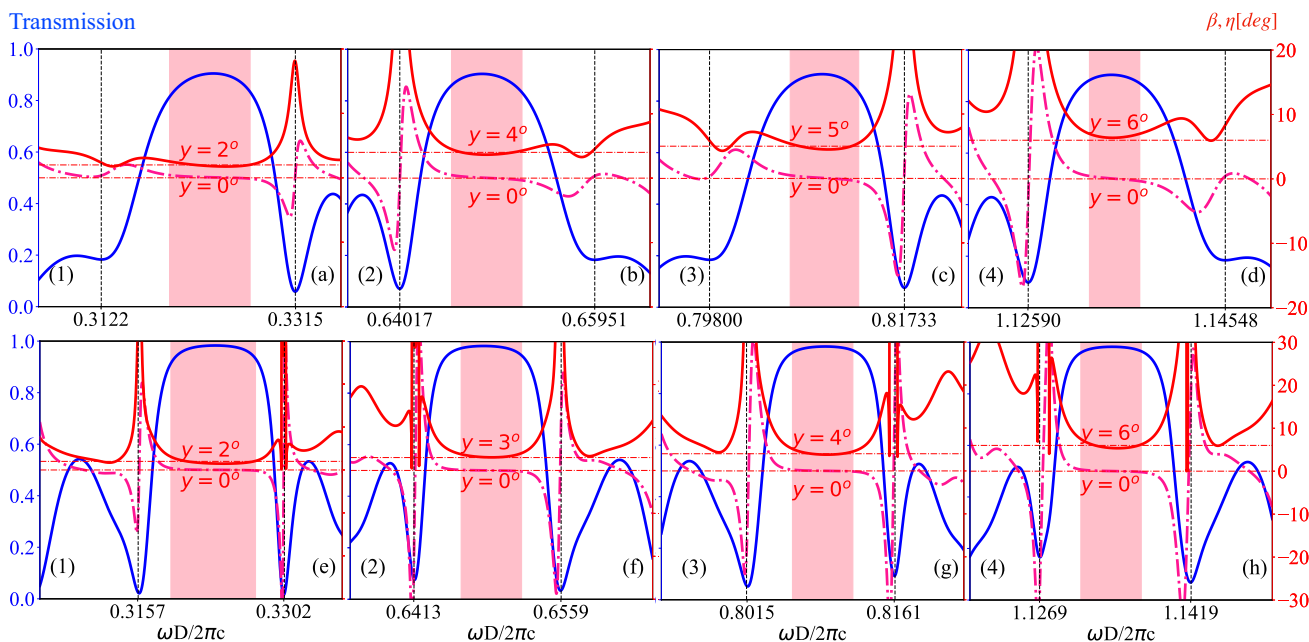 Transmission
β, η[deg]
1.0
0.8
0.6
0.4
0.2
0.0
y = 2°
y = 0°
(1)
(a)
0.3122
0.3315
y = 4°
y = 0°
(2)
(b)
0.64017
0.65951
y = 5°
y = 0°
(3)
(c)
0.79800
0.81733
y = 6°
y = 0°
(4)
(d)
1.12590
1.14548
20
10
0
−10
−20
1.0
0.8
0.6
0.4
0.2
0.0
y = 2°
y = 0°
(1)
(e)
0.3157
0.3302
ωD/2πc
y = 3°
y = 0°
(2)
(f)
0.6413
0.6559
ωD/2πc
y = 4°
y = 0°
(3)
(g)
0.8015
0.8161
ωD/2πc
y = 6°
y = 0°
(4)
(h)
1.1269
1.1419
ωD/2πc
30
20
10
0
−10
−20
−30